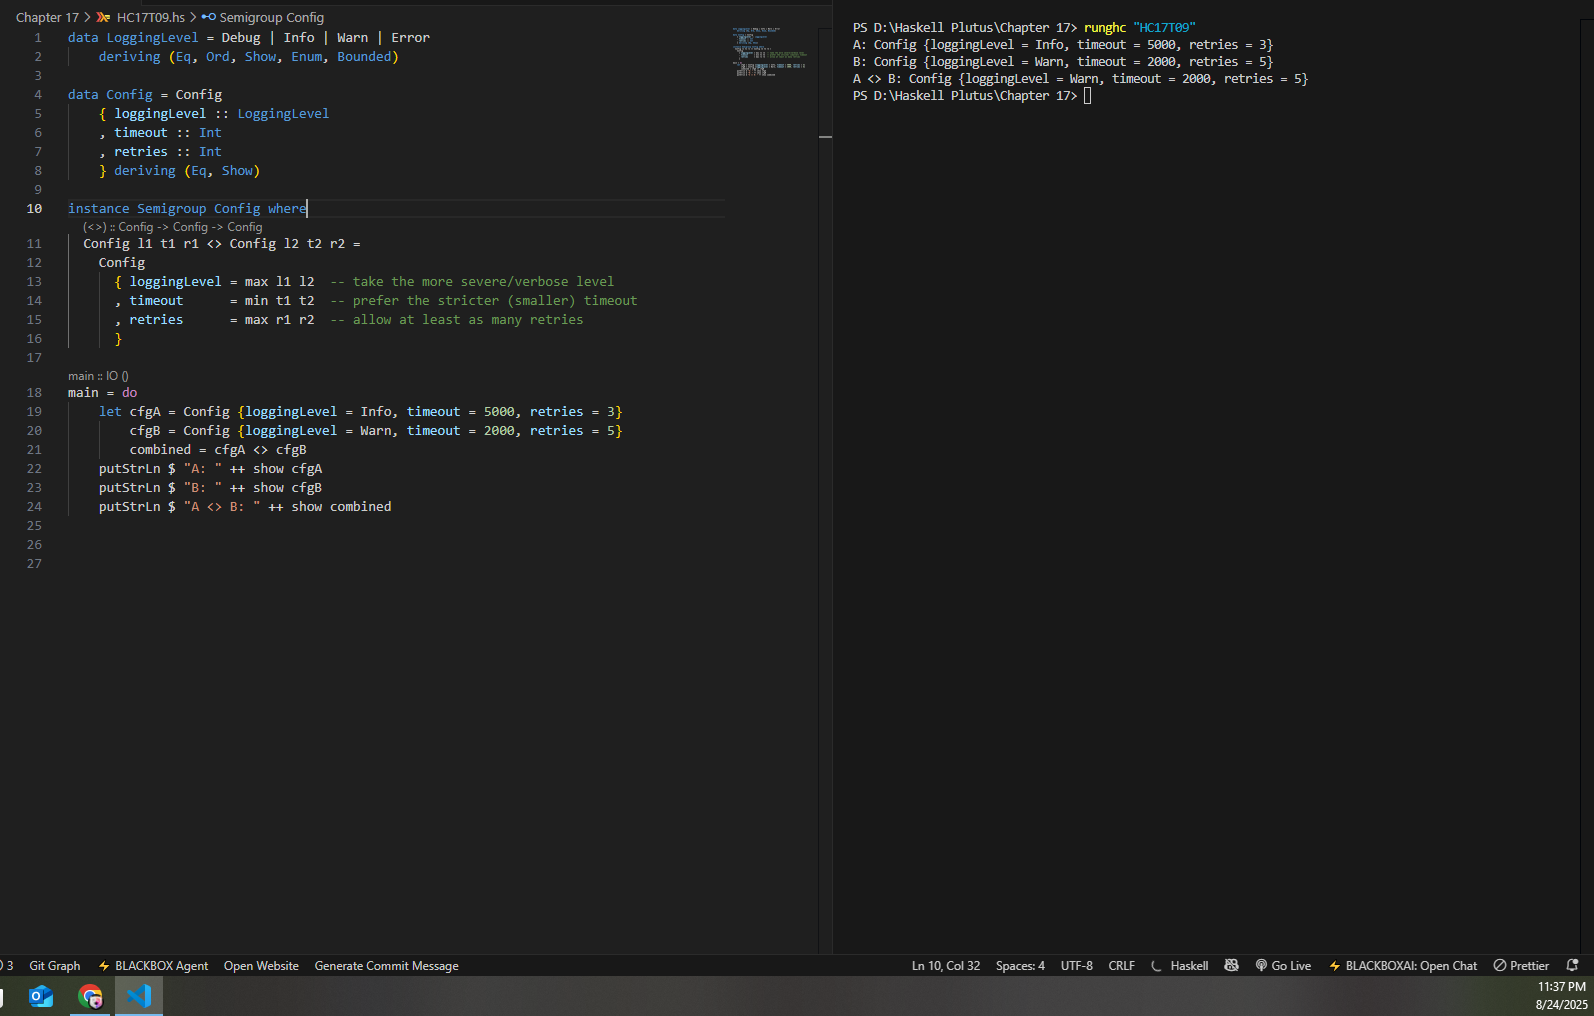 Chapter 17 > HC17T09.hs > Semigroup Config
1 data LoggingLevel = Debug | Info | Warn | Error
2     deriving (Eq, Ord, Show, Enum, Bounded)
3
4 data Config = Config
5     { loggingLevel :: LoggingLevel
6     , timeout :: Int
7     , retries :: Int
8     } deriving (Eq, Show)
9
10 instance Semigroup Config where
(<>) :: Config -> Config -> Config
11   Config l1 t1 r1 <> Config l2 t2 r2 =
12     Config
13       { loggingLevel = max l1 l2  -- take the more severe/verbose level
14       , timeout      = min t1 t2  -- prefer the stricter (smaller) timeout
15       , retries      = max r1 r2  -- allow at least as many retries
16       }
17
main :: IO ()
18 main = do
19     let cfgA = Config {loggingLevel = Info, timeout = 5000, retries = 3}
20         cfgB = Config {loggingLevel = Warn, timeout = 2000, retries = 5}
21         combined = cfgA <> cfgB
22     putStrLn $ "A: " ++ show cfgA
23     putStrLn $ "B: " ++ show cfgB
24     putStrLn $ "A <> B: " ++ show combined
25
26
27
PS D:\Haskell Plutus\Chapter 17> runghc "HC17T09"
A: Config {loggingLevel = Info, timeout = 5000, retries = 3}
B: Config {loggingLevel = Warn, timeout = 2000, retries = 5}
A <> B: Config {loggingLevel = Warn, timeout = 2000, retries = 5}
PS D:\Haskell Plutus\Chapter 17>
3 Git Graph BLACKBOX Agent Open Website Generate Commit Message Ln 10, Col 32 Spaces: 4 UTF-8 CRLF Haskell Go Live BLACKBOXAI: Open Chat Prettier
11:37 PM
8/24/2025